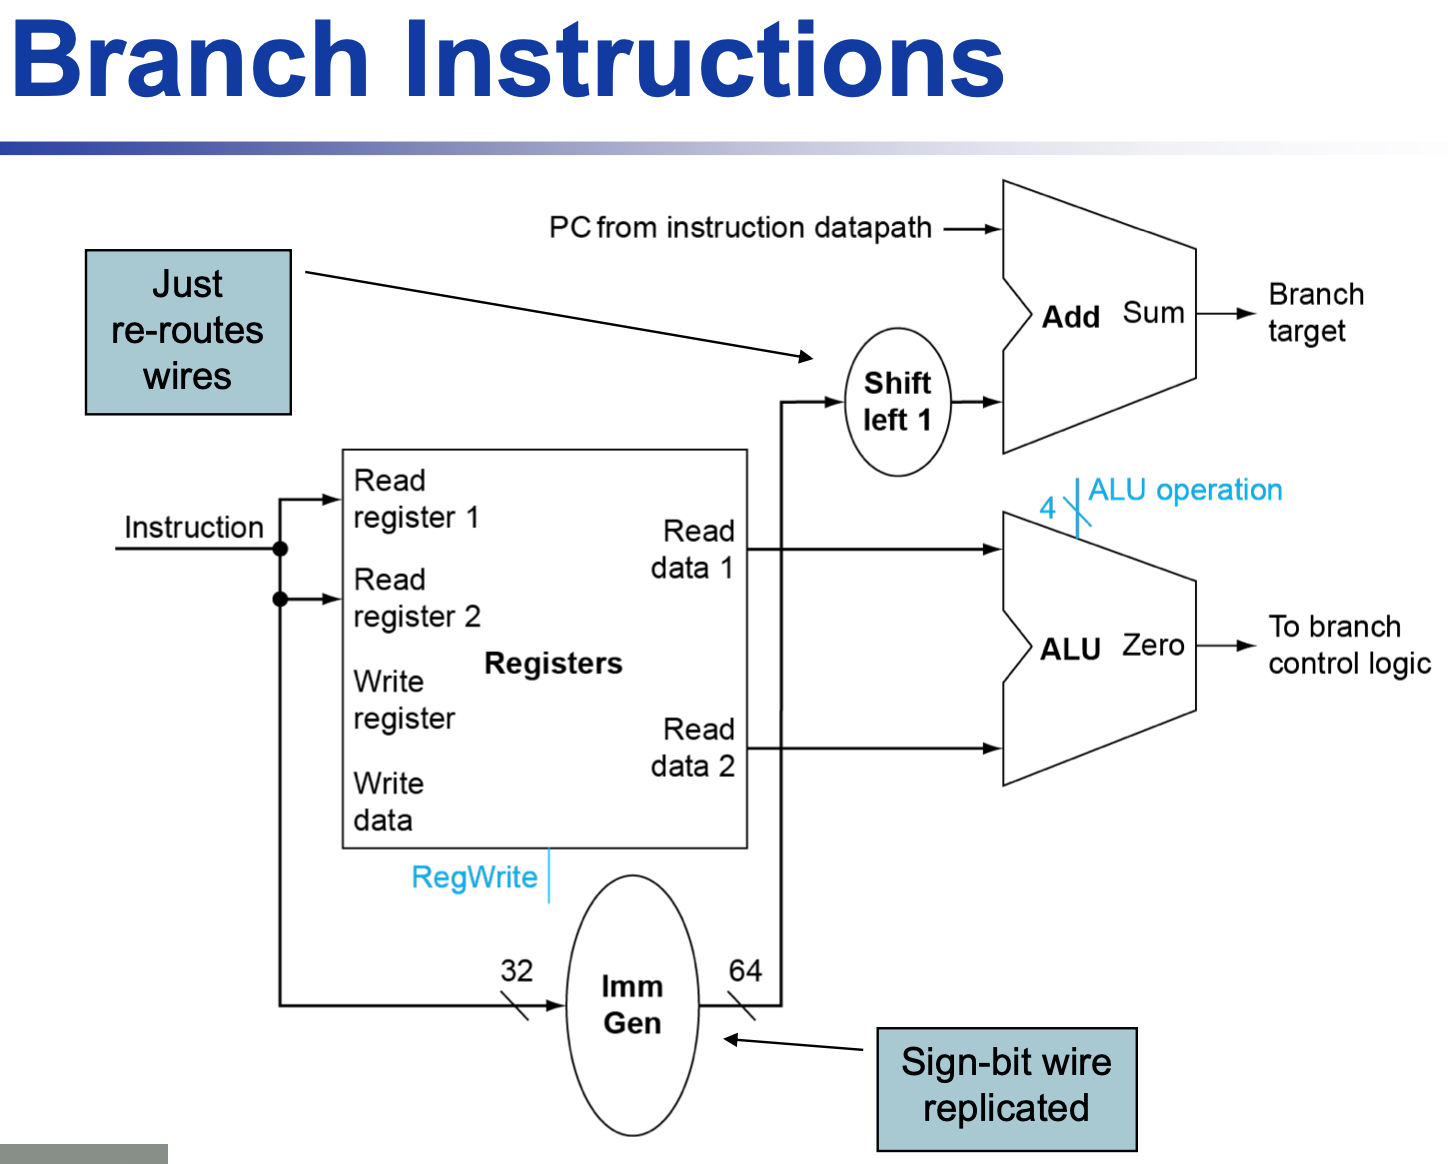 Branch Instructions
PC from instruction datapath
Just
re-routes
wires
Add Sum
Branch
target
Shift
left 1
Instruction
Read
register 1
Read
register 2
Write
register
Write
data
Registers
Read
data 1
Read
data 2
RegWrite
4
ALU operation
ALU Zero
To branch
control logic
32
Imm
Gen
64
Sign-bit wire
replicated